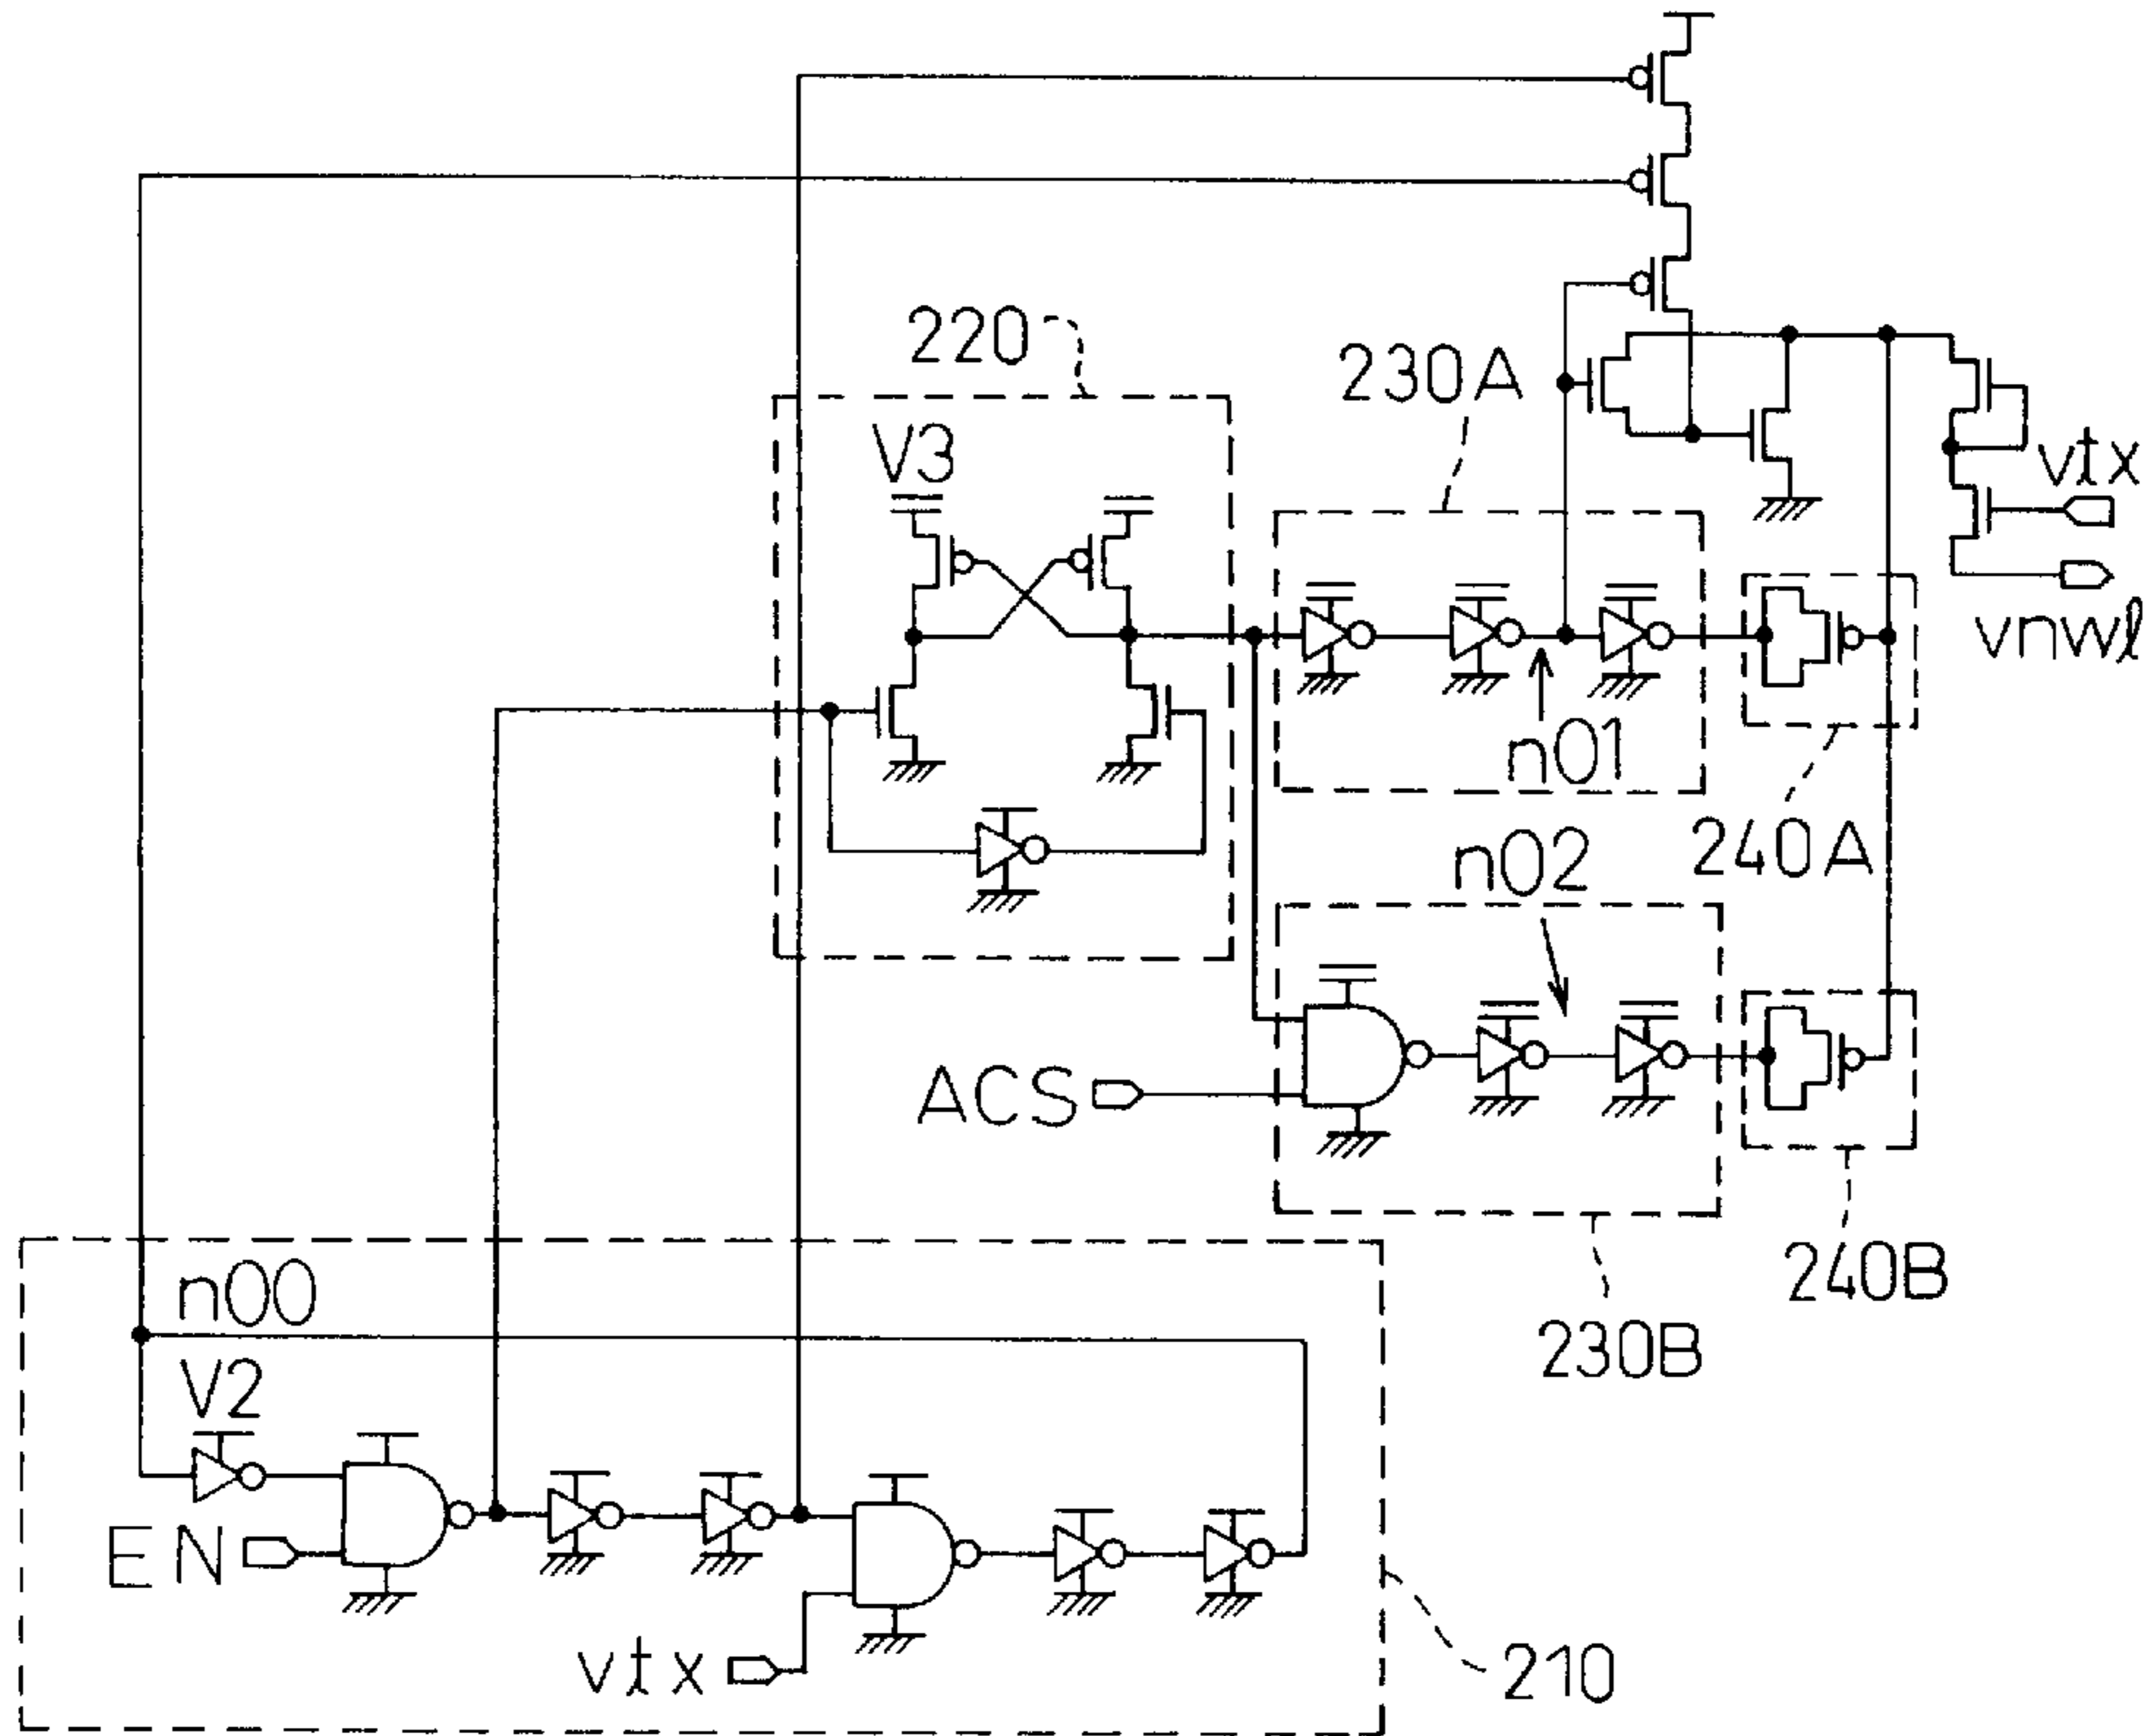 220
230A
V3
vtx
vnwl
n01
240A
n02
ACS
240B
n00
230B
V2
EN
vtx
210